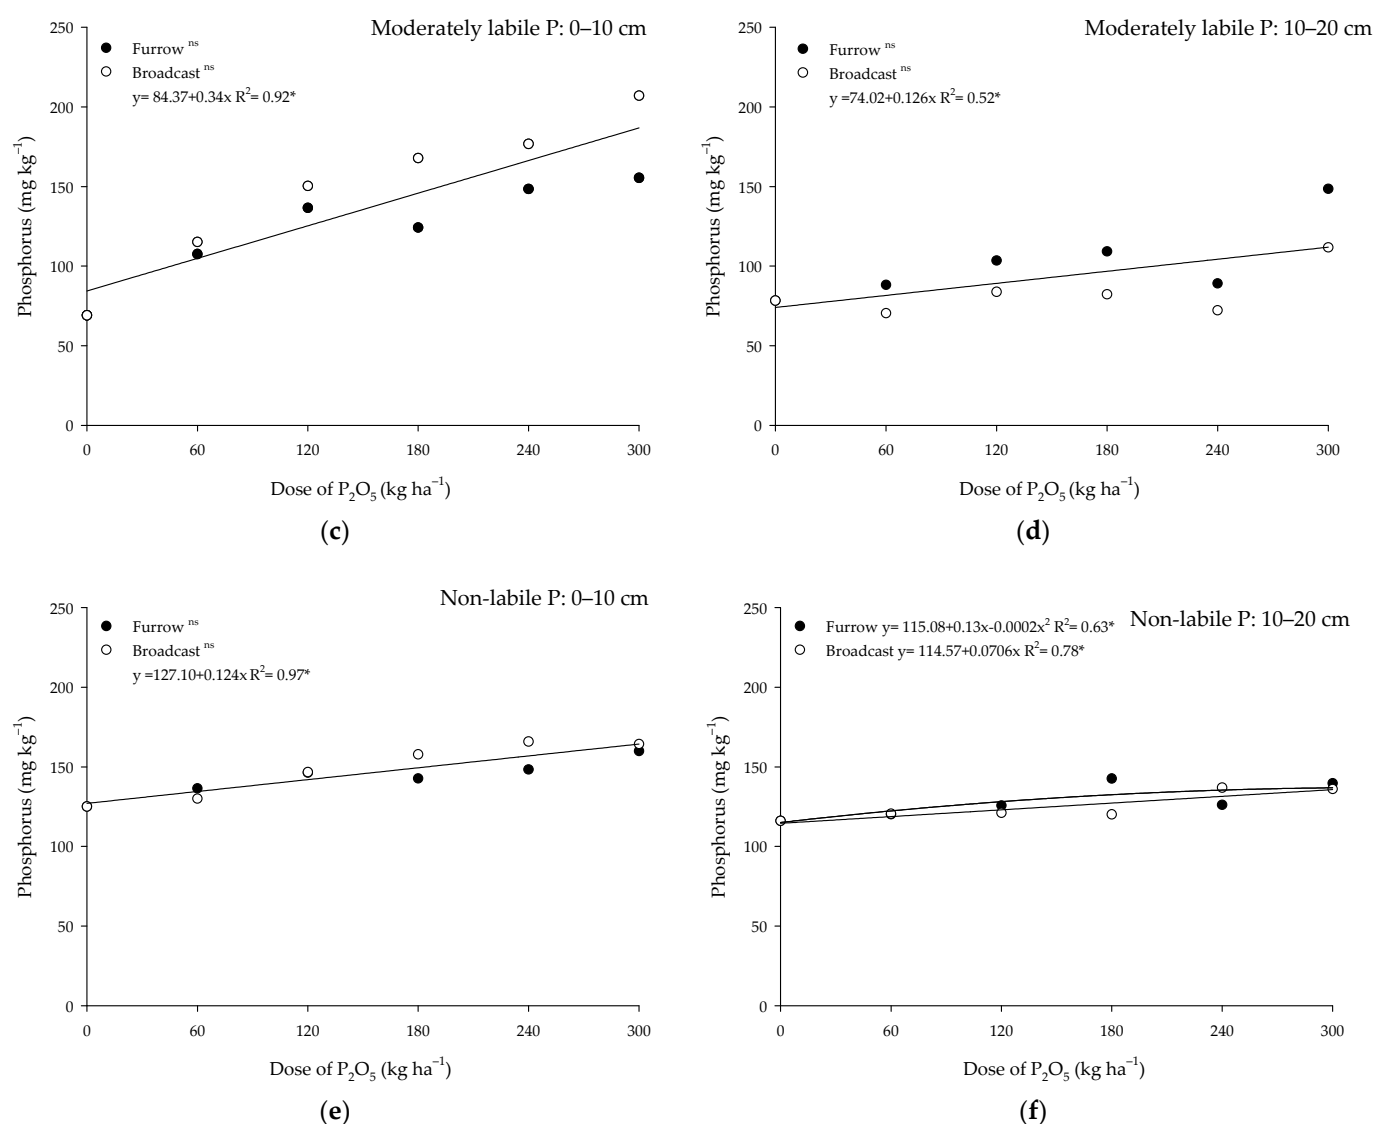 Moderately labile P: 0–10 cm
Furrow ns
Broadcast ns
y= 84.37+0.34x R2= 0.92*
250
200
150
100
50
0
Phosphorus (mg kg−1)
0 60 120 180 240 300
Dose of P2O5 (kg ha−1)
(c)
Moderately labile P: 10–20 cm
Furrow ns
Broadcast ns
y =74.02+0.126x R2= 0.52*
250
200
150
100
50
0
Phosphorus (mg kg−1)
0 60 120 180 240 300
Dose of P2O5 (kg ha−1)
(d)
Non-labile P: 0–10 cm
Furrow ns
Broadcast ns
y =127.10+0.124x R2= 0.97*
250
200
150
100
50
0
Phosphorus (mg kg−1)
0 60 120 180 240 300
Dose of P2O5 (kg ha−1)
(e)
Non-labile P: 10–20 cm
Furrow y= 115.08+0.13x-0.0002x2 R2= 0.63*
Broadcast y= 114.57+0.0706x R2= 0.78*
250
200
150
100
50
0
Phosphorus (mg kg−1)
0 60 120 180 240 300
Dose of P2O5 (kg ha−1)
(f)